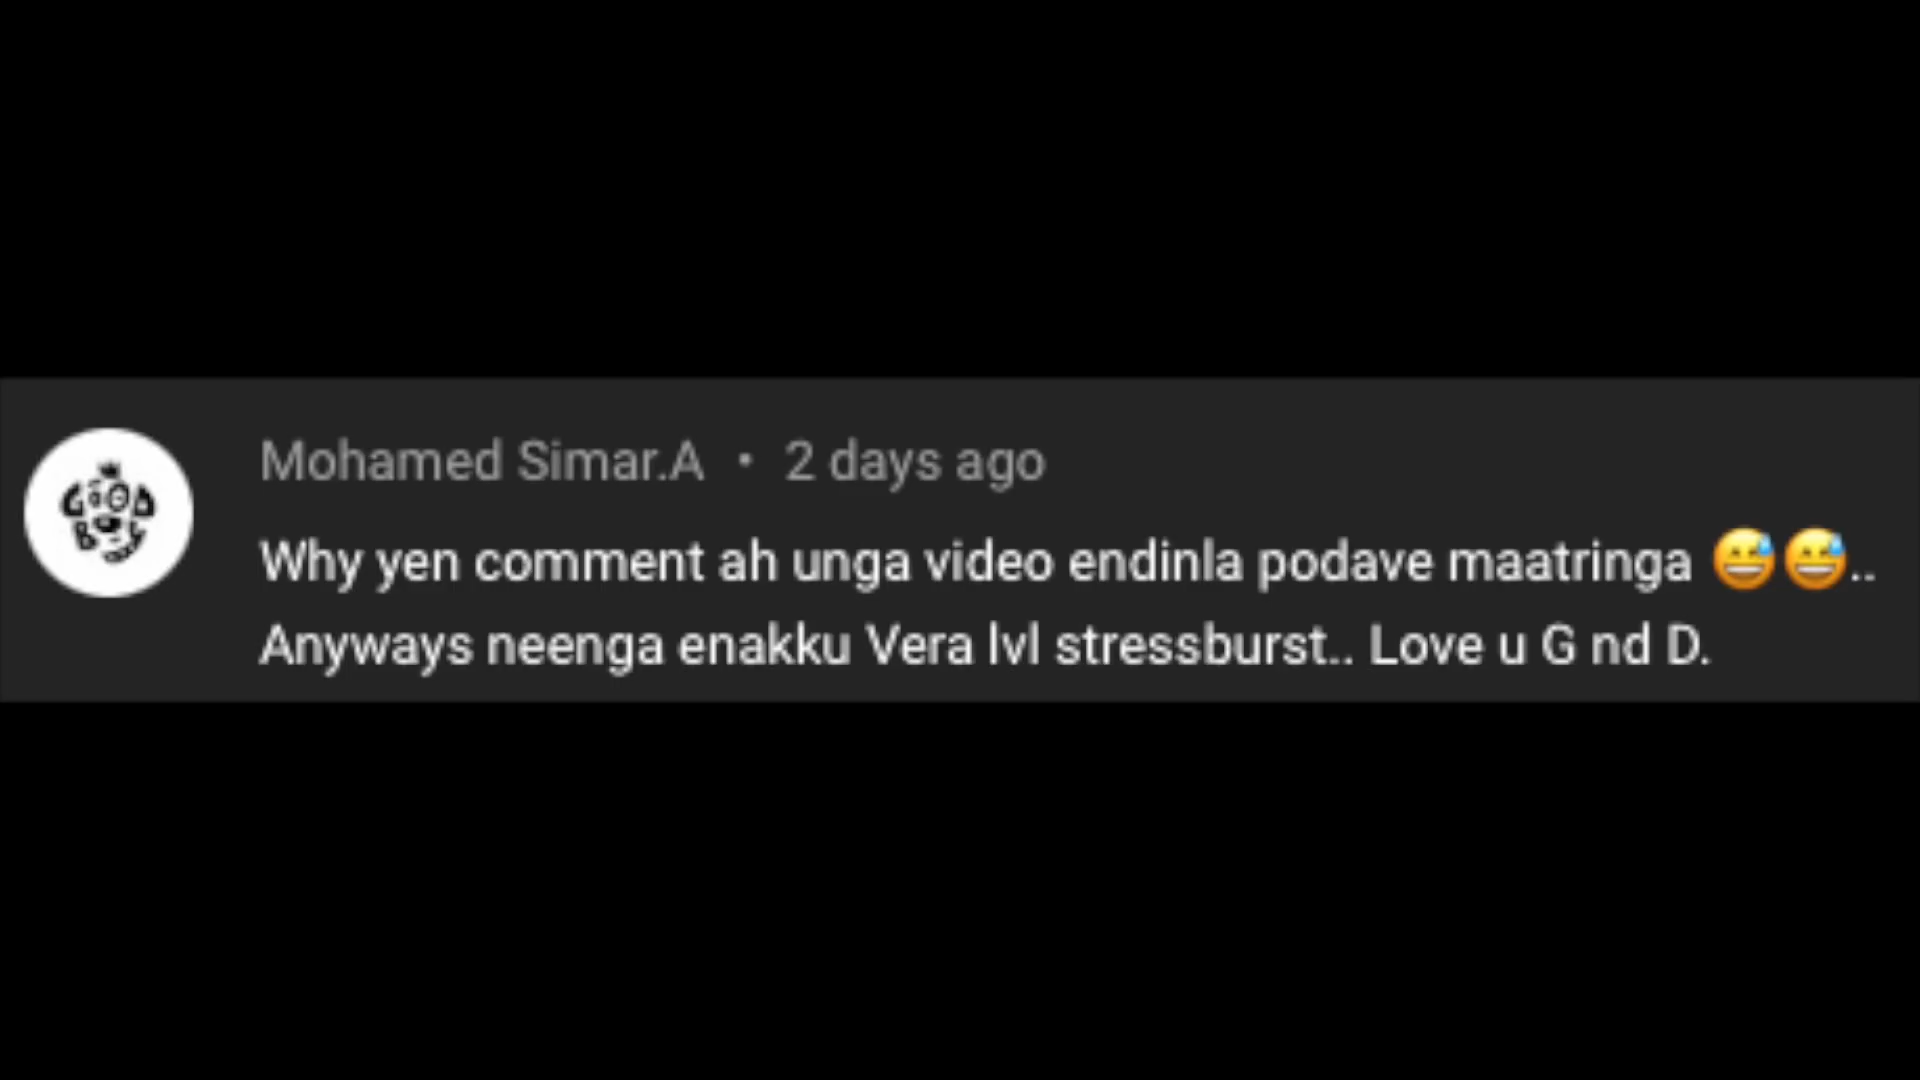 Mohamed Simar.A • 2 days ago
Why yen comment ah unga video endinla podave maatringa 😅😅..
Anyways neenga enakku Vera lvl stressburst.. Love u G nd D.